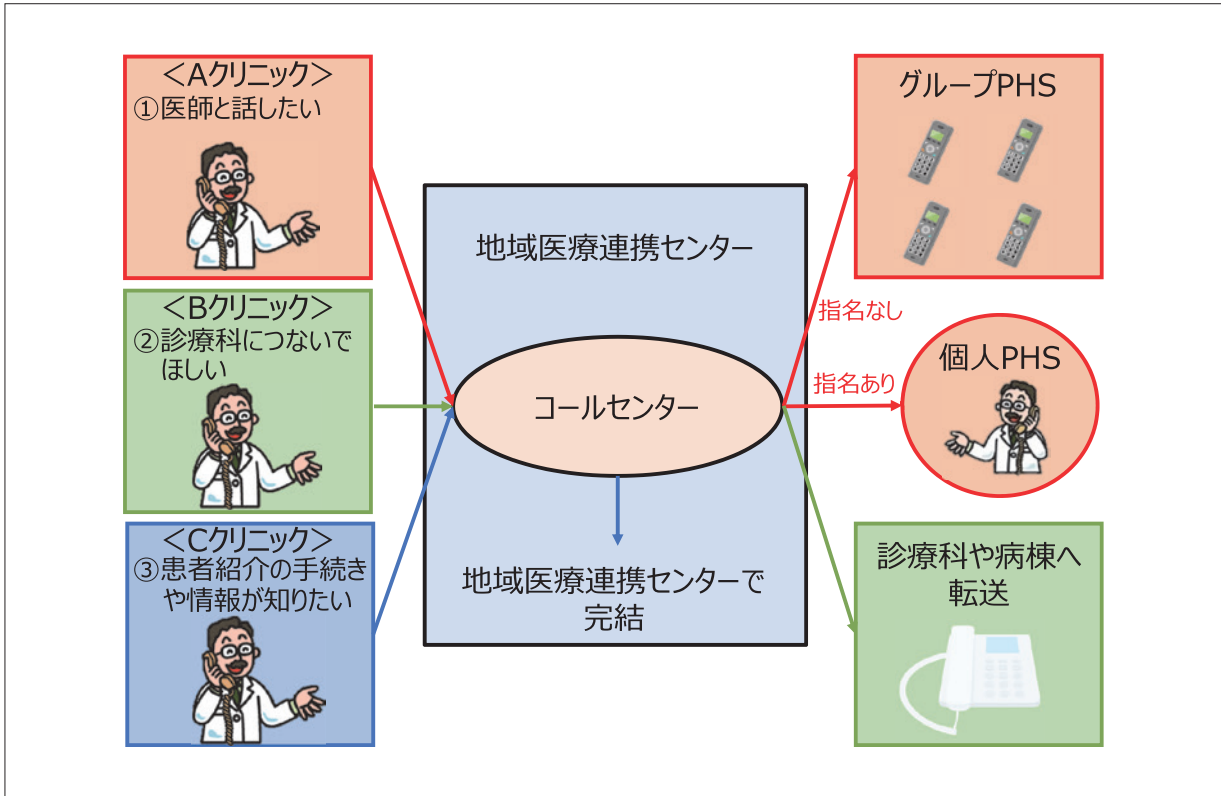 <Aクリニック>
①医師と話したい
<Bクリニック>
②診療科につないで
ほしい
<Cクリニック>
③患者紹介の手続き
や情報が知りたい
地域医療連携センター
コールセンター
地域医療連携センターで
完結
指名なし
指名あり
グループPHS
個人PHS
診療科や病棟へ
転送